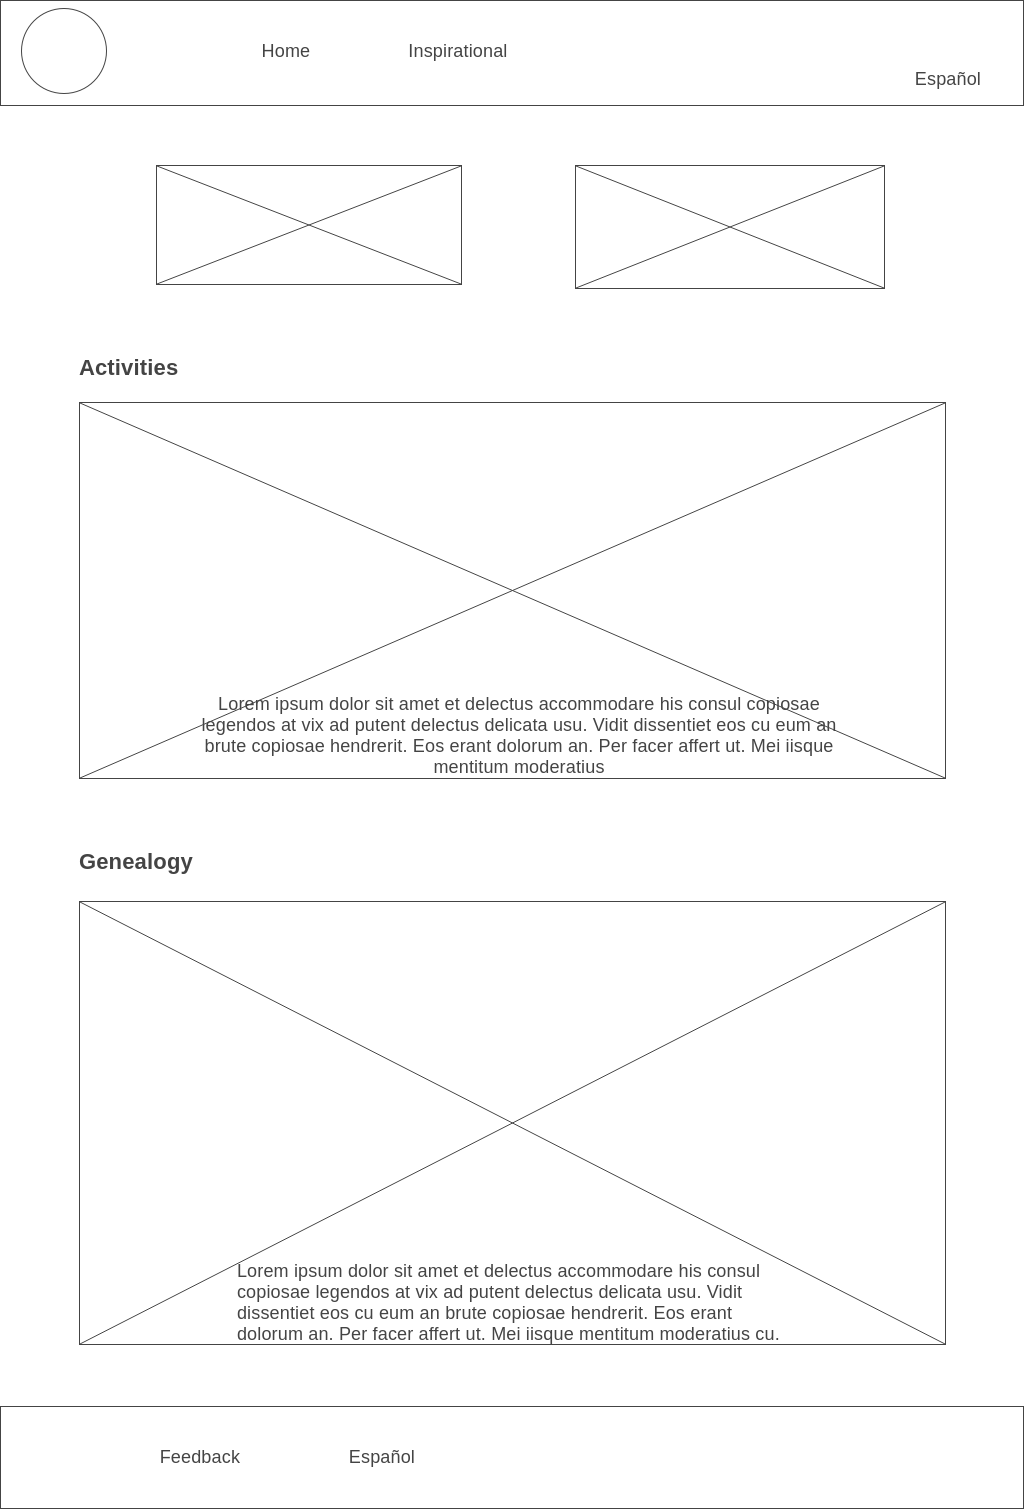 Home
Inspirational
Español
Activities
Lorem ipsum dolor sit amet et delectus accommodare his consul copiosae
legendos at vix ad putent delectus delicata usu. Vidit dissentiet eos cu eum an
brute copiosae hendrerit. Eos erant dolorum an. Per facer affert ut. Mei iisque
mentitum moderatius
Genealogy
Lorem ipsum dolor sit amet et delectus accommodare his consul
copiosae legendos at vix ad putent delectus delicata usu. Vidit
dissentiet eos cu eum an brute copiosae hendrerit. Eos erant
dolorum an. Per facer affert ut. Mei iisque mentitum moderatius cu.
Feedback
Español